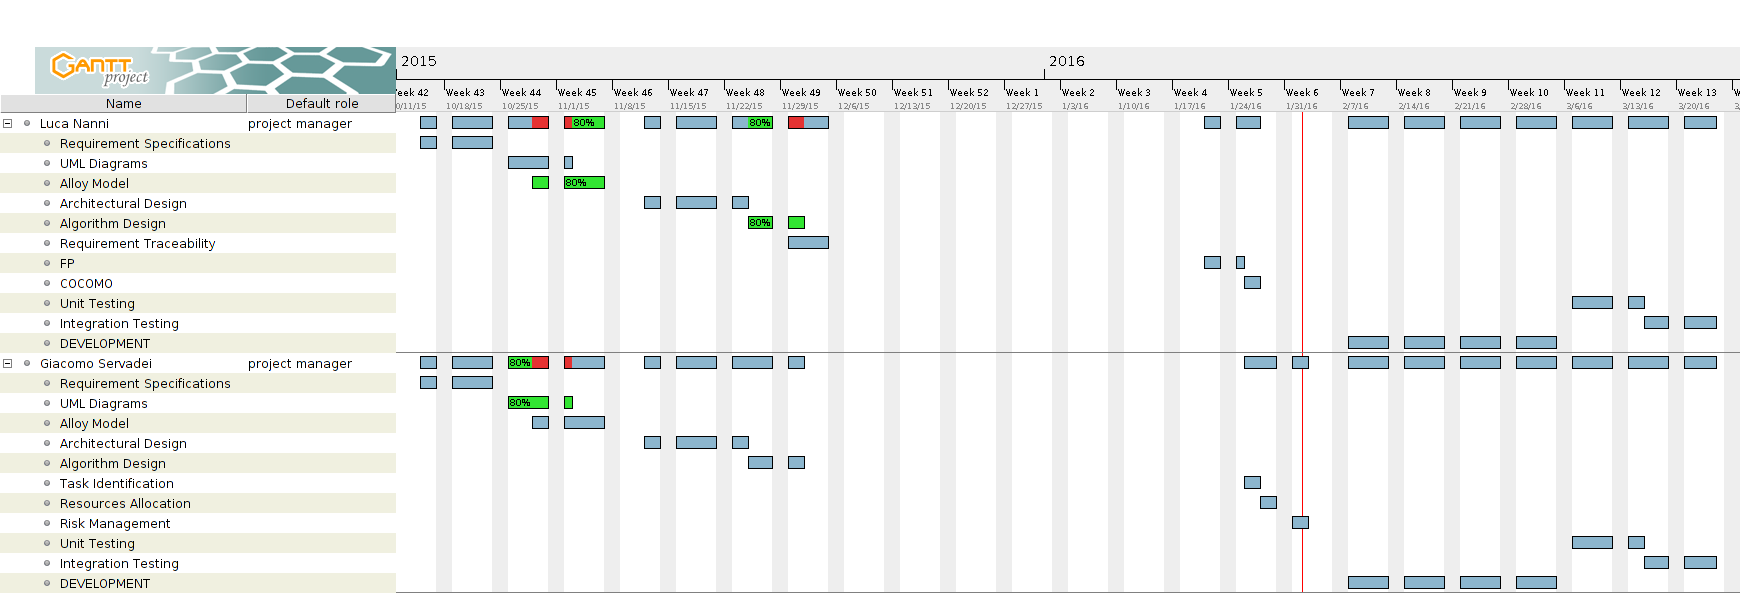 GANTT
project
2015 2016
Week 42 Week 43 Week 44 Week 45 Week 46 Week 47 Week 48 Week 49 Week 50 Week 51 Week 52 Week 1 Week 2 Week 3 Week 4 Week 5 Week 6 Week 7 Week 8 Week 9 Week 10 Week 11 Week 12 Week 13 W
0/11/15 10/18/15 10/25/15 11/1/15 11/8/15 11/15/15 11/22/15 11/29/15 12/6/15 12/13/15 12/20/15 12/27/15 1/3/16 1/10/16 1/17/16 1/24/16 1/31/16 2/7/16 2/14/16 2/21/16 2/28/16 3/6/16 3/13/16 3/20/16 3/
Name Default role
Luca Nanni project manager 80% 80%
Requirement Specifications
UML Diagrams
Alloy Model 80%
Architectural Design
Algorithm Design 80%
Requirement Traceability
FP
COCOMO
Unit Testing
Integration Testing
DEVELOPMENT
Giacomo Servadei project manager 80%
Requirement Specifications
UML Diagrams 80%
Alloy Model
Architectural Design
Algorithm Design
Task Identification
Resources Allocation
Risk Management
Unit Testing
Integration Testing
DEVELOPMENT